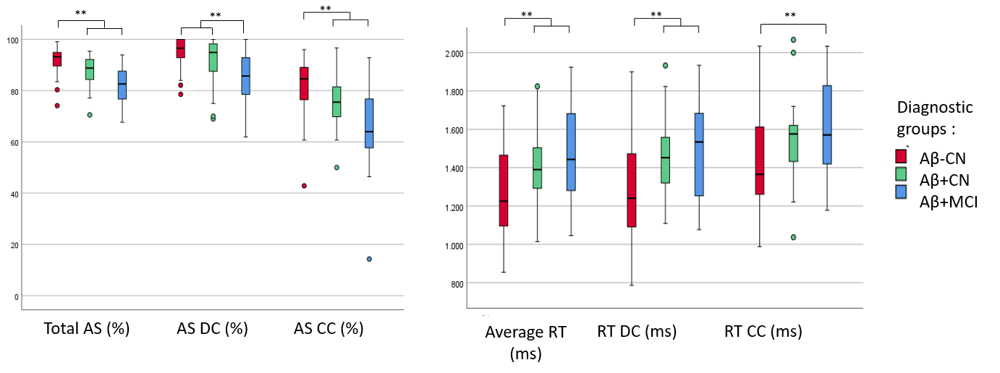 **
**
**
100
80
60
40
20
0
Total AS (%)
AS DC (%)
AS CC (%)
**
**
**
2.000
1.800
1.600
1.400
1.200
1.000
800
Average RT
(ms)
RT DC (ms)
RT CC (ms)
Diagnostic
groups :
Aβ-CN
Aβ+CN
Aβ+MCI